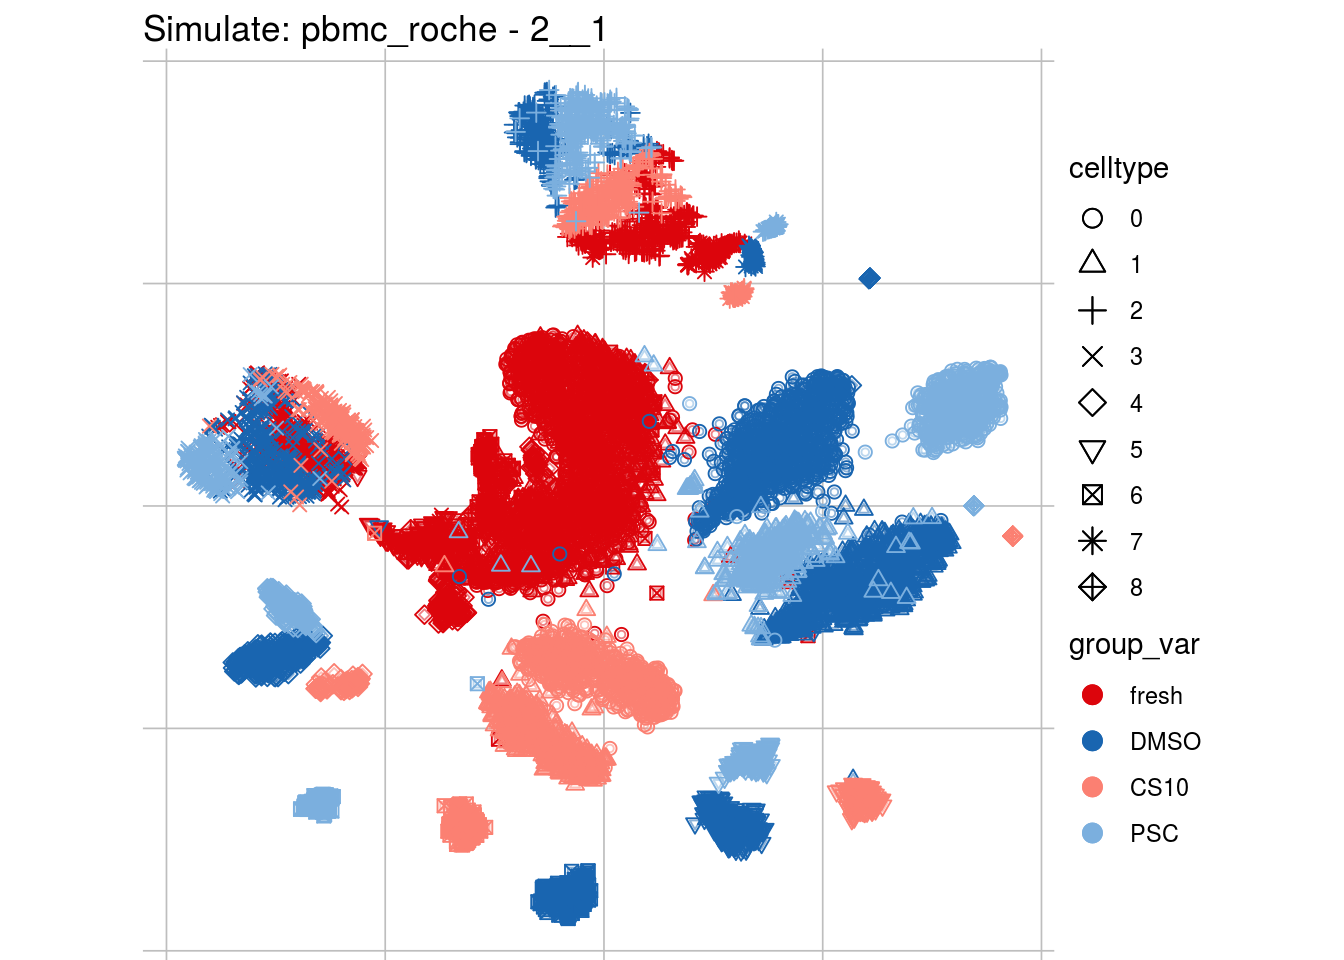 Simulate: pbmc_roche - 2__1
celltype
0
1
2
3
4
5
6
7
8
group_var
fresh
DMSO
CS10
PSC